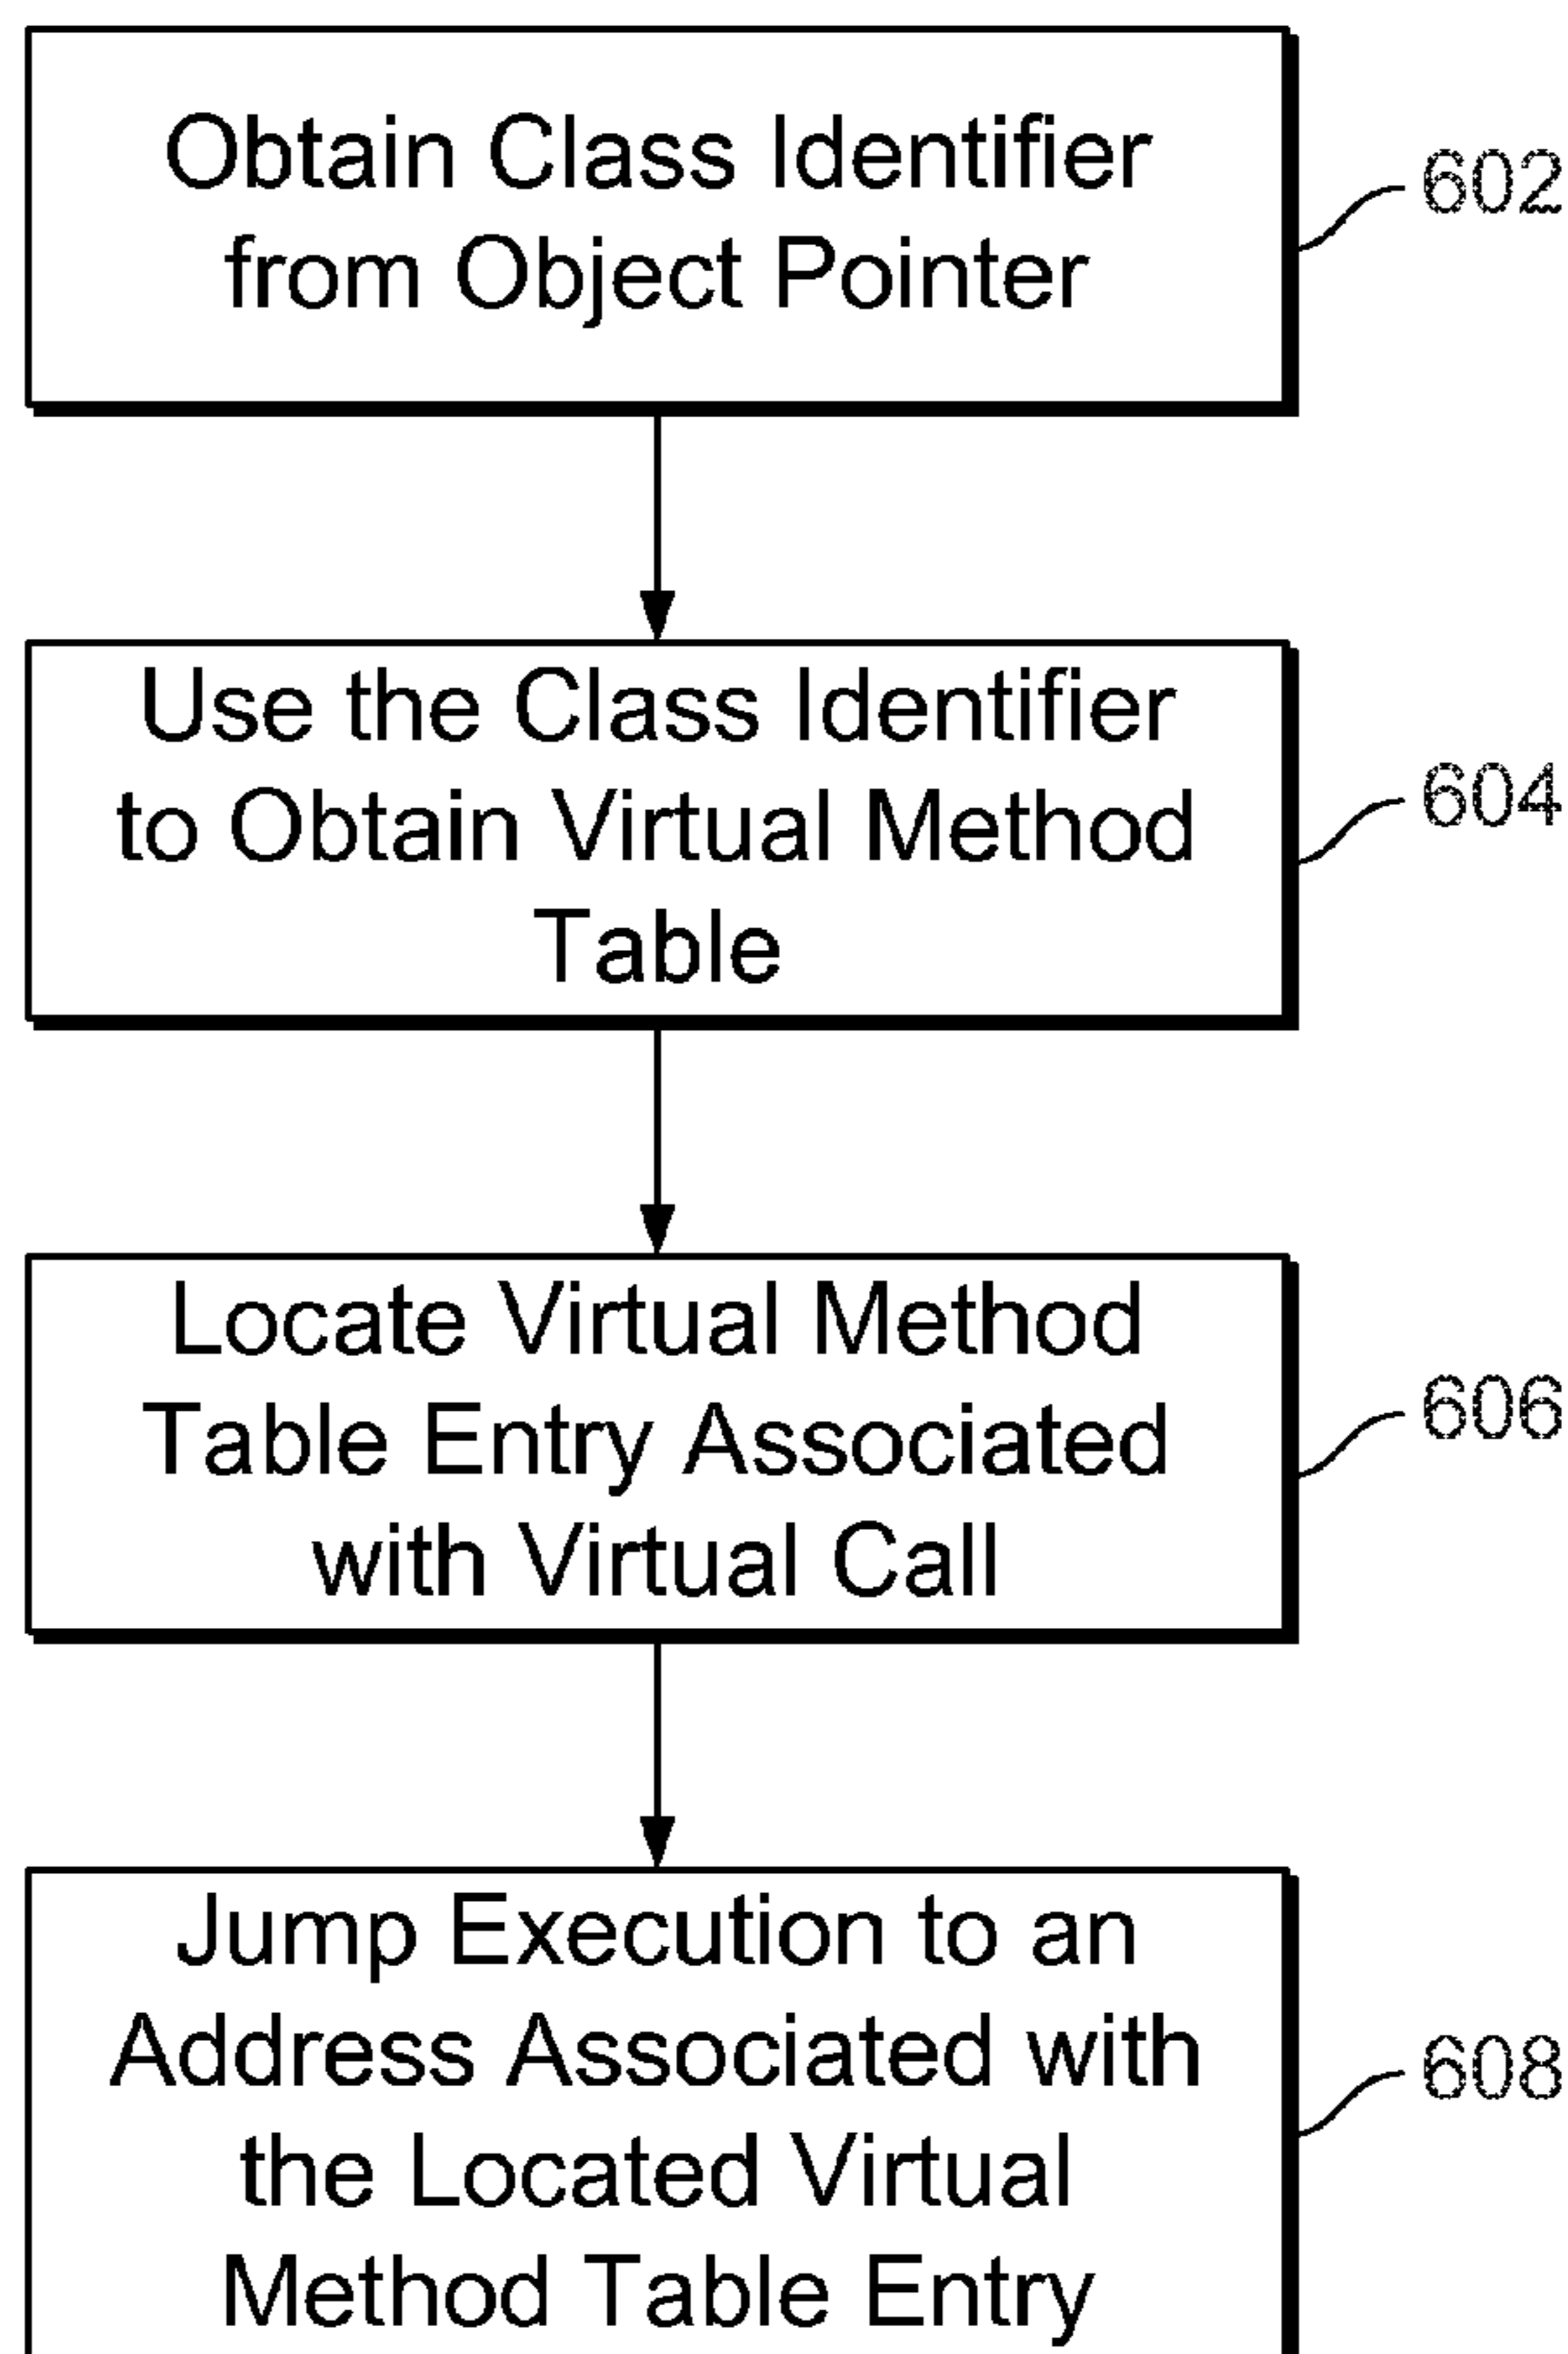 Obtain Class Identifier
from Object Pointer
602
Use the Class Identifier
to Obtain Virtual Method
Table
604
Locate Virtual Method
Table Entry Associated
with Virtual Call
606
Jump Execution to an
Address Associated with
the Located Virtual
Method Table Entry
608